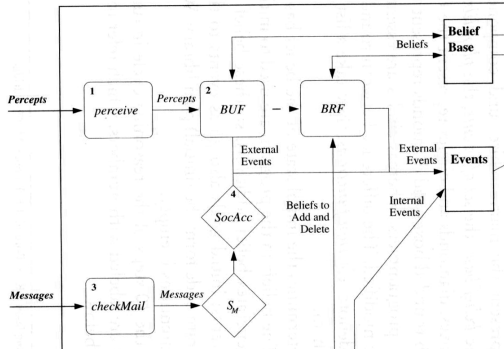 Belief
Base
Beliefs
1
perceive
Percepts
Percepts
2
BUF
BRF
External
Events
External
Events
Events
4
SocAcc
Beliefs to
Add and
Delete
Internal
Events
3
checkMail
Messages
Messages
S_M